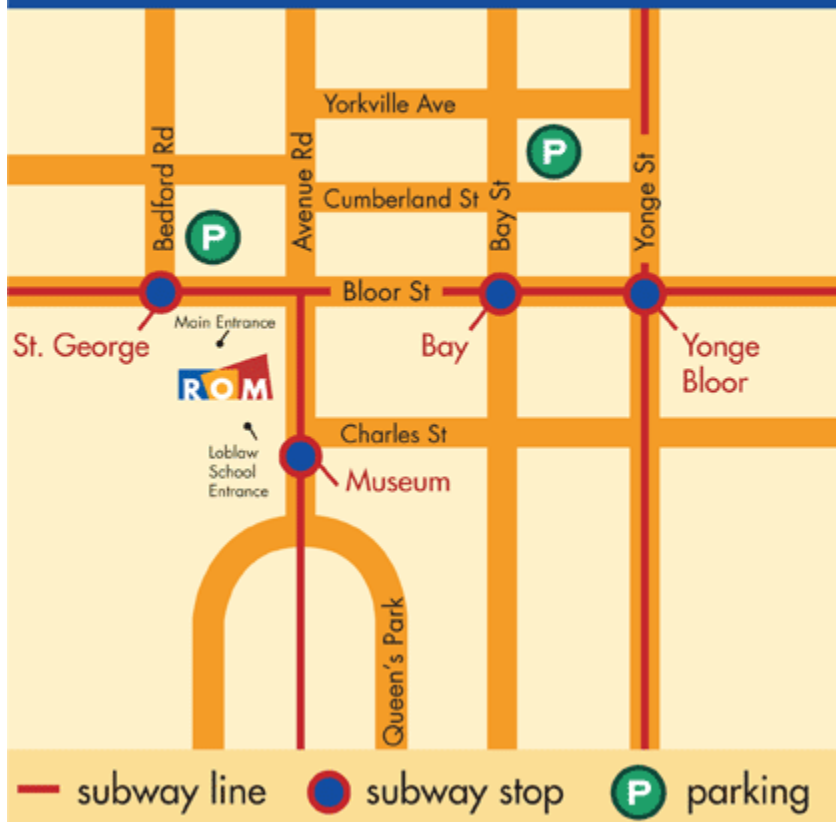 Yorkville Ave
P
Bedford Rd
Avenue Rd
Bay St
Yonge St
Cumberland St
P
Bloor St
Main Entrance
St. George
Bay
Yonge
Bloor
ROM
Charles St
Loblaw
School
Entrance
Museum
Queen's Park
subway line
subway stop
P parking